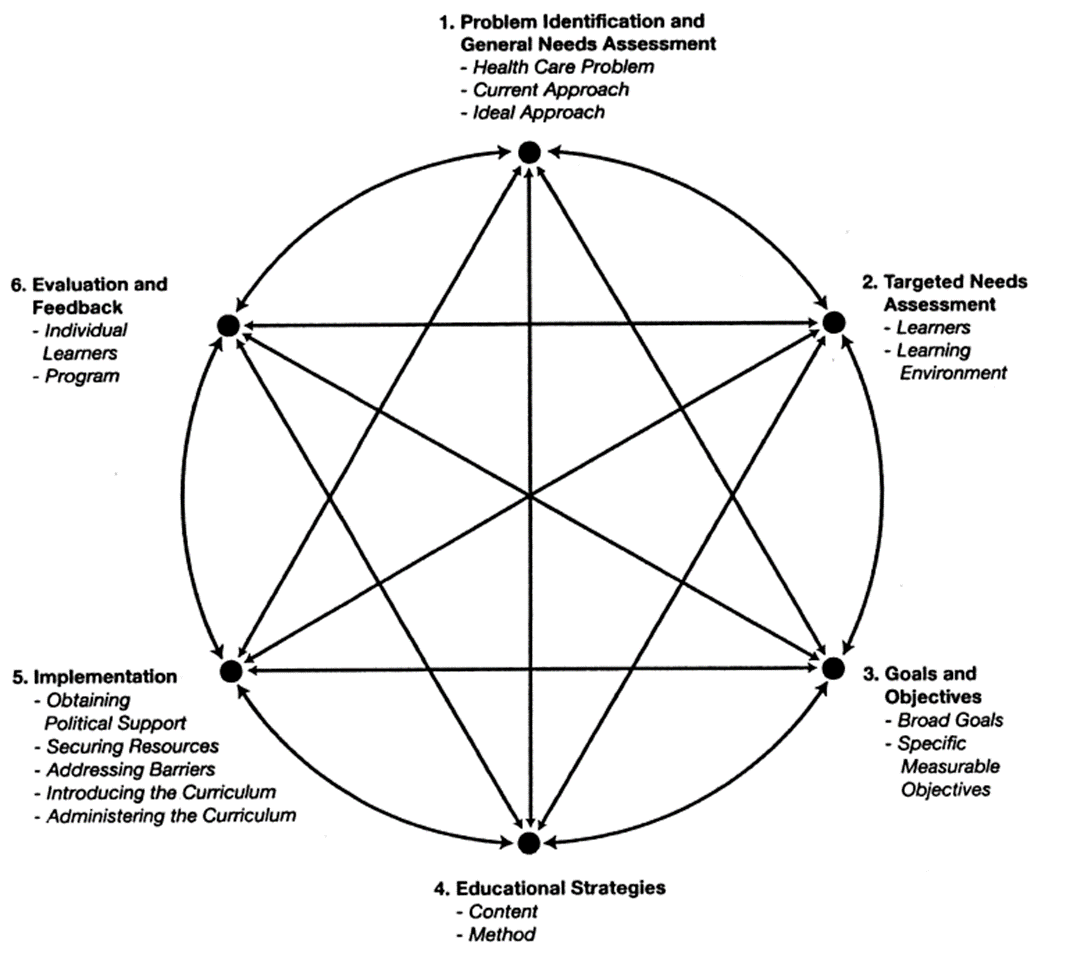 1. Problem Identification and
General Needs Assessment
- Health Care Problem
- Current Approach
- Ideal Approach
2. Targeted Needs
Assessment
- Learners
- Learning
Environment
3. Goals and
Objectives
- Broad Goals
- Specific
Measurable
Objectives
4. Educational Strategies
- Content
- Method
5. Implementation
- Obtaining
Political Support
- Securing Resources
- Addressing Barriers
- Introducing the Curriculum
- Administering the Curriculum
6. Evaluation and
Feedback
- Individual
Learners
- Program